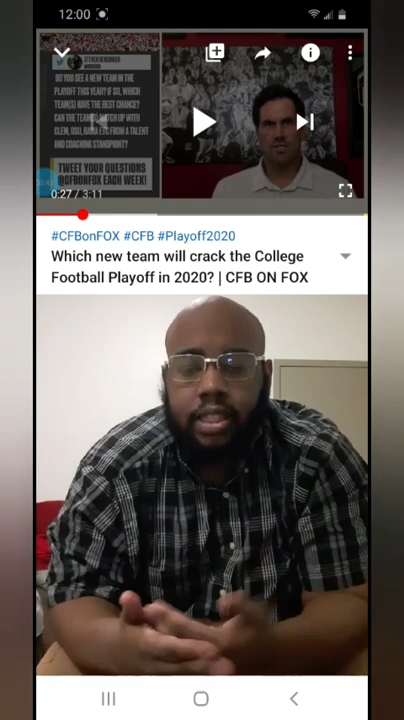 12:00
STEVEN BENSINGER
DO YOU SEE A NEW TEAM IN THE
PLAYOFF THIS YEAR? IF SO, WHICH
TEAM(S) HAVE THE BEST CHANCE?
CAN THE TEAMS MATCH UP WITH
CLEM, OSU, BAMA ETC FROM A TALENT
AND COACHING STANDPOINT?
TWEET YOUR QUESTIONS
@CFBONFOX EACH WEEK!
0:27 / 3:11
#CFBonFOX #CFB #Playoff2020
Which new team will crack the College
Football Playoff in 2020? | CFB ON FOX